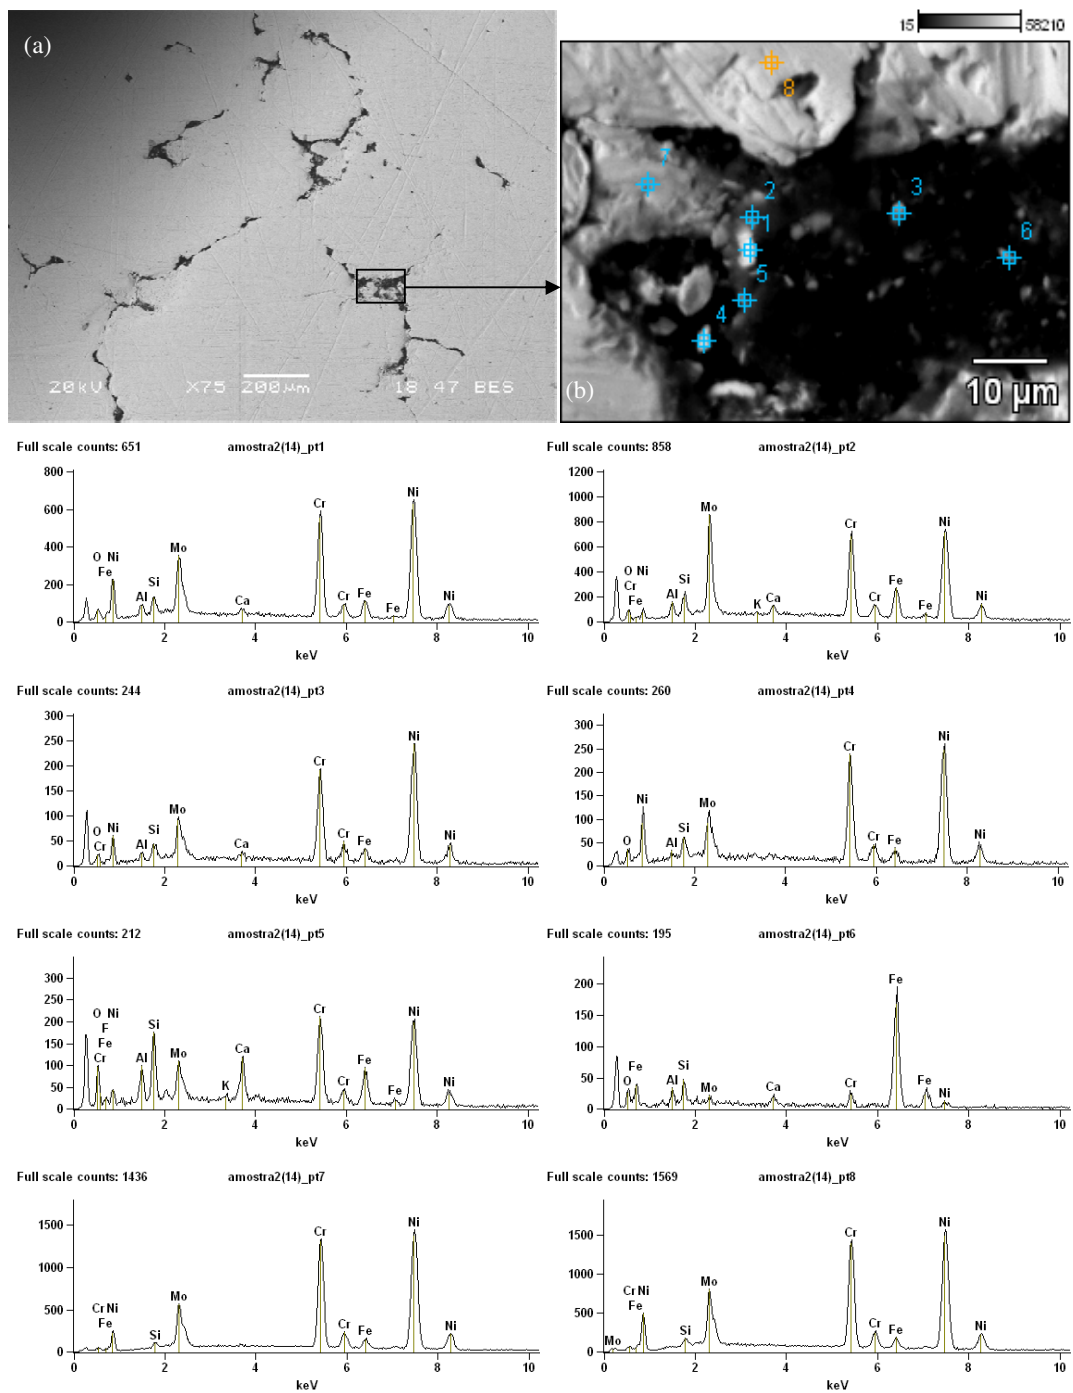 (a)
20kV X75 200µm 18 47 BES
15 58210
8
7
2
3
1
6
5
4
(b)
10 µm
Full scale counts: 651 amostra2(14)_pt1
800
600
400
200
0
O Ni
Fe
Al
Si
Mo
Ca
Cr
Cr
Fe
Fe
Ni
Ni
0 2 4 6 8 10
keV
Full scale counts: 858 amostra2(14)_pt2
1200
1000
800
600
400
200
0
O Ni
Cr
Fe
Al
Si
Mo
K
Ca
Cr
Cr
Fe
Fe
Ni
Ni
0 2 4 6 8 10
keV
Full scale counts: 244 amostra2(14)_pt3
300
250
200
150
100
50
0
O
Cr
Ni
Al
Si
Mo
Ca
Cr
Cr
Fe
Ni
Ni
0 2 4 6 8 10
keV
Full scale counts: 260 amostra2(14)_pt4
300
250
200
150
100
50
0
O
Ni
Al
Si
Mo
Cr
Cr
Fe
Ni
Ni
0 2 4 6 8 10
keV
Full scale counts: 212 amostra2(14)_pt5
300
250
200
150
100
50
0
O Ni
F
Fe
Cr
Al
Si
Mo
K
Ca
Cr
Cr
Fe
Fe
Ni
Ni
0 2 4 6 8 10
keV
Full scale counts: 195 amostra2(14)_pt6
200
150
100
50
0
O
Fe
Al
Si
Mo
Ca
Cr
Fe
Fe
Ni
0 2 4 6 8 10
keV
Full scale counts: 1436 amostra2(14)_pt7
1500
1000
500
0
Cr Ni
Fe
Si
Mo
Cr
Cr
Fe
Ni
Ni
0 2 4 6 8 10
keV
Full scale counts: 1569 amostra2(14)_pt8
1500
1000
500
0
Mo
Cr Ni
Fe
Si
Mo
Cr
Cr
Fe
Ni
Ni
0 2 4 6 8 10
keV